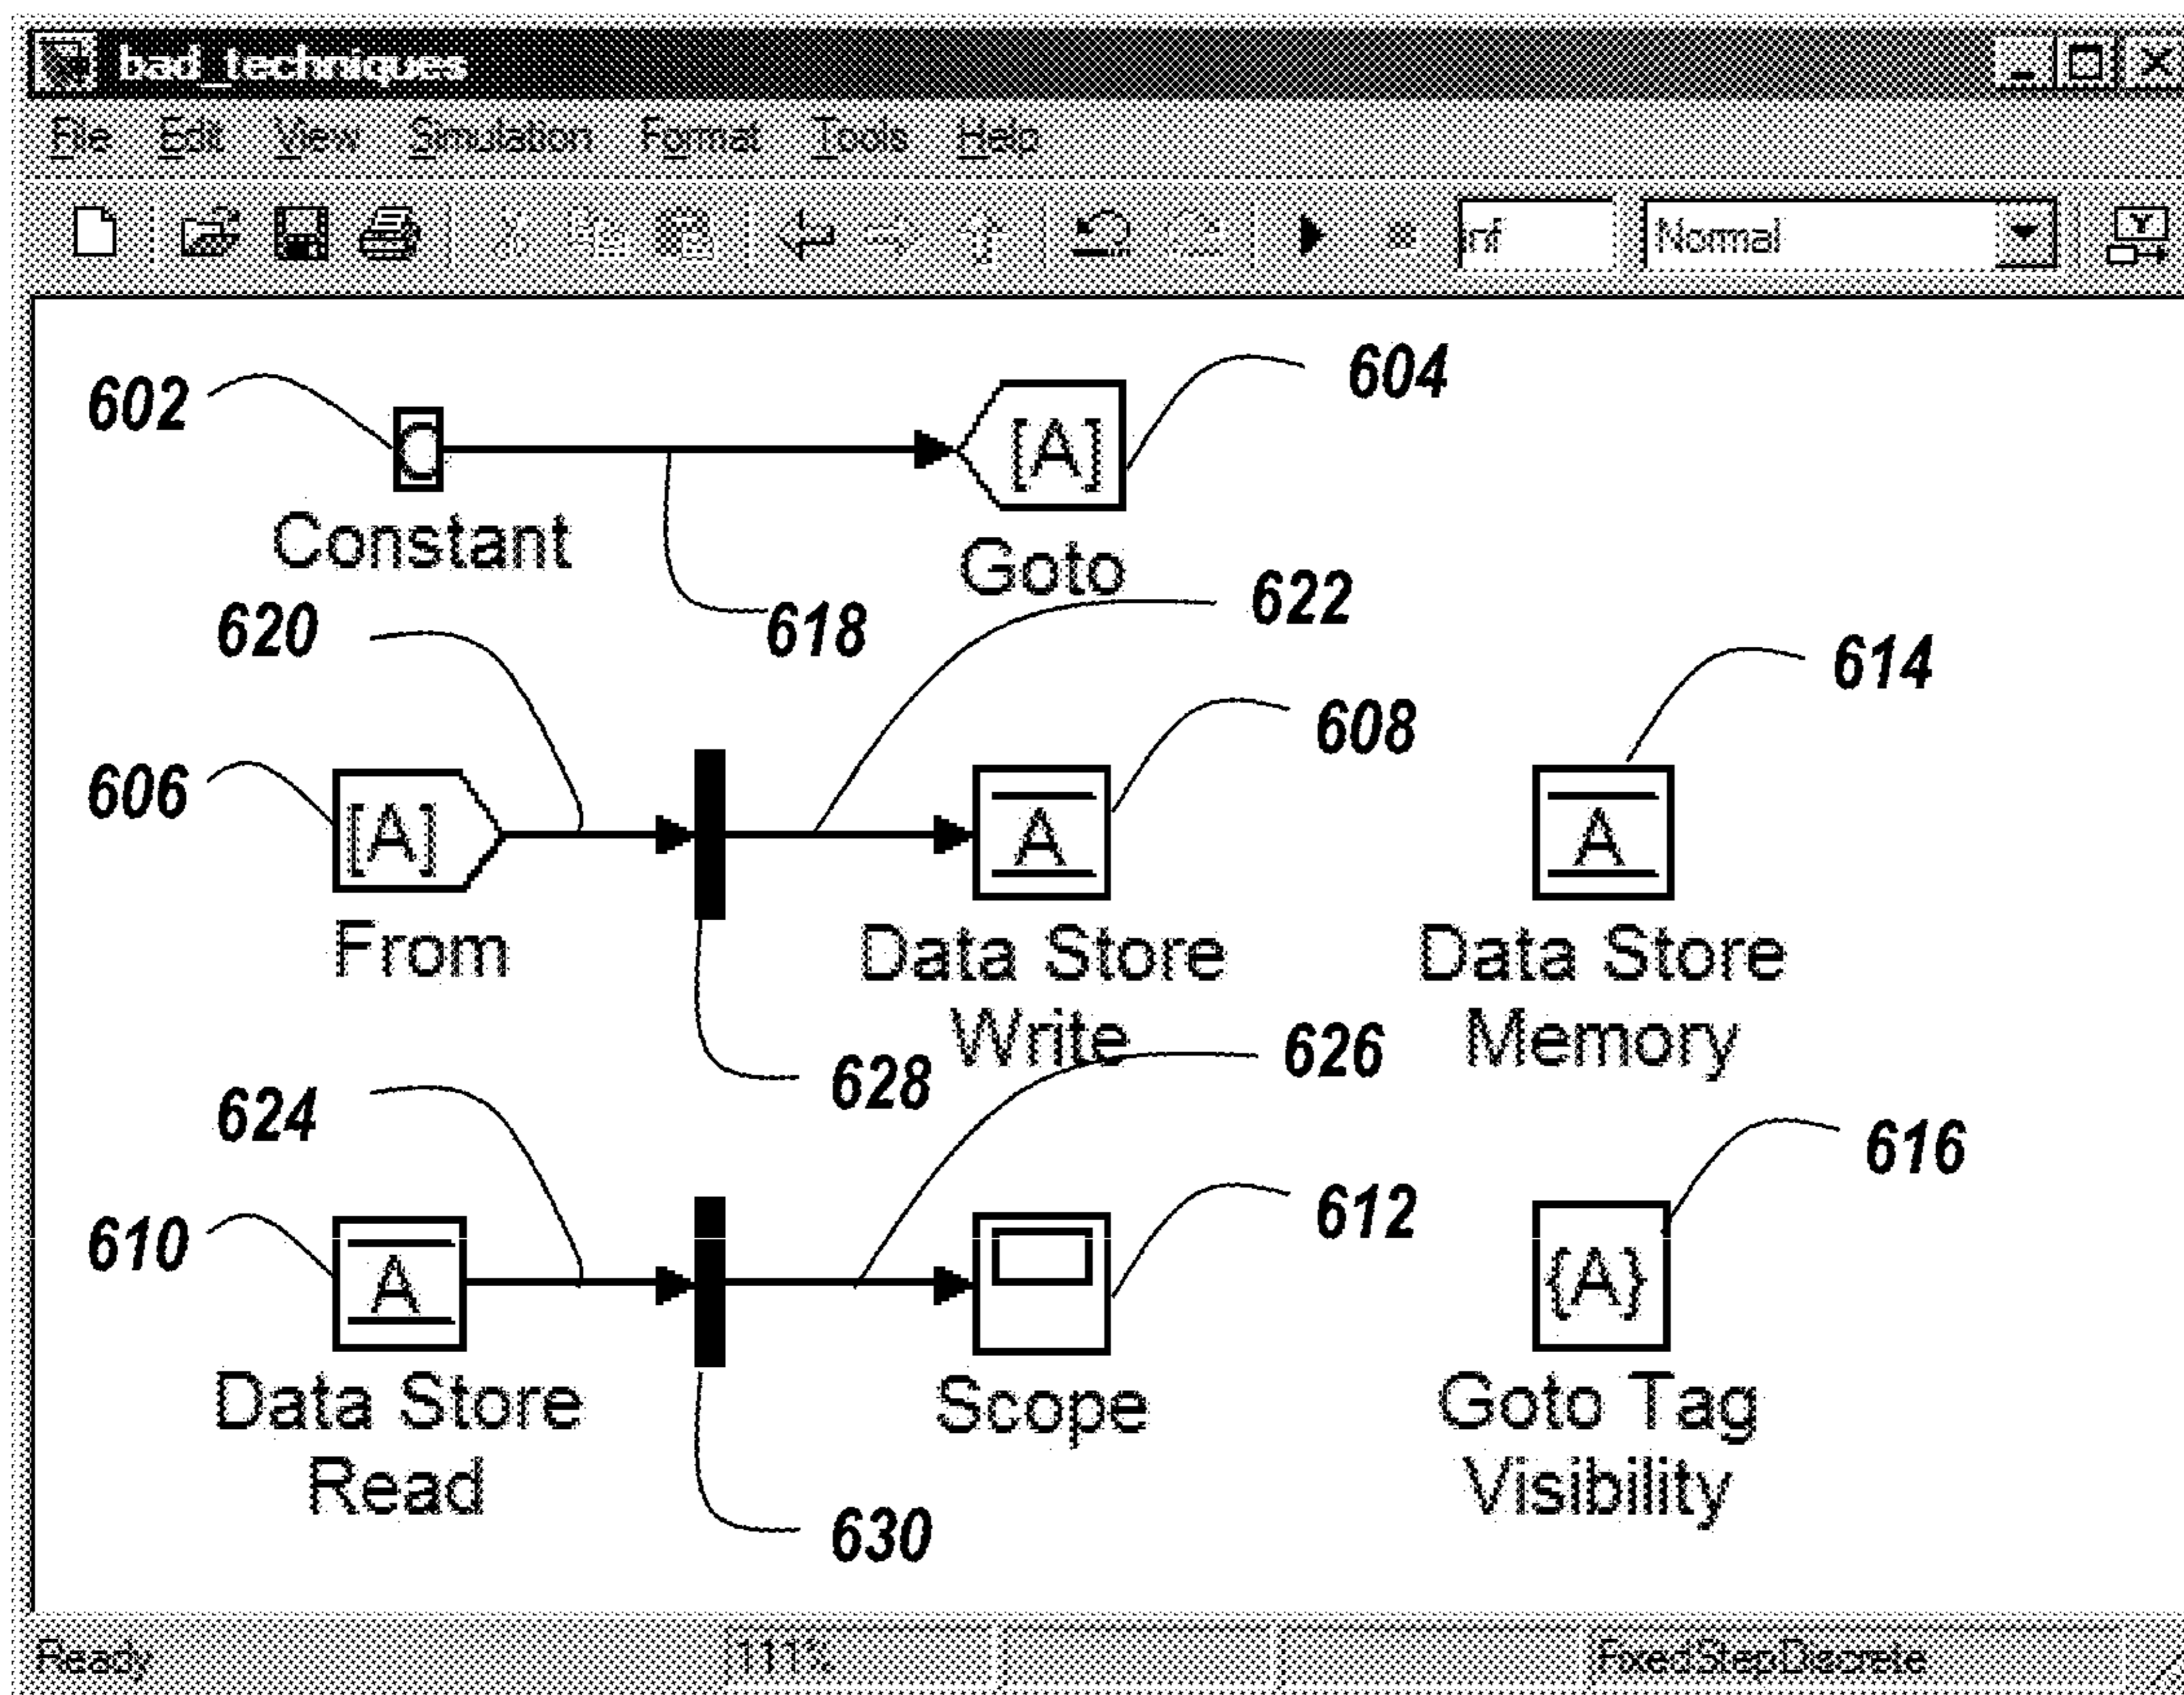 bad_techniques
File Edit View Simulation Format Tools Help
inf Normal
602 604
C [A]
Constant Goto
620 618 622
614
608
606 [A] A A
From Data Store Write Data Store Memory
628 626
624 616
610 612
A {A}
Data Store Read Scope Goto Tag Visibility
630
Ready 111% FixedStepDiscrete